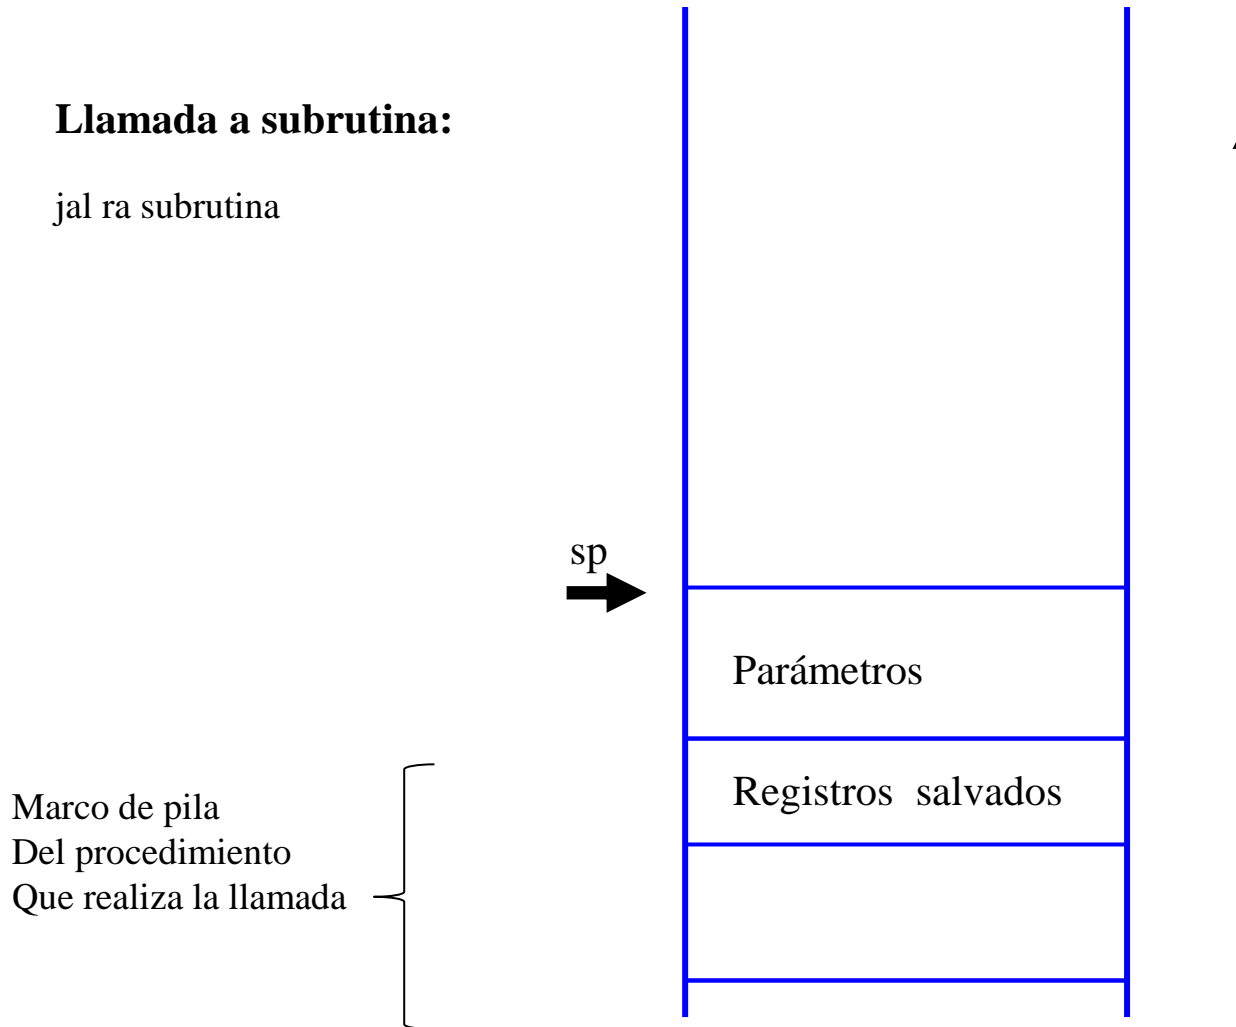 Llamada a subrutina:
jal ra subrutina
sp
Parámetros
Registros salvados
Marco de pila
Del procedimiento
Que realiza la llamada